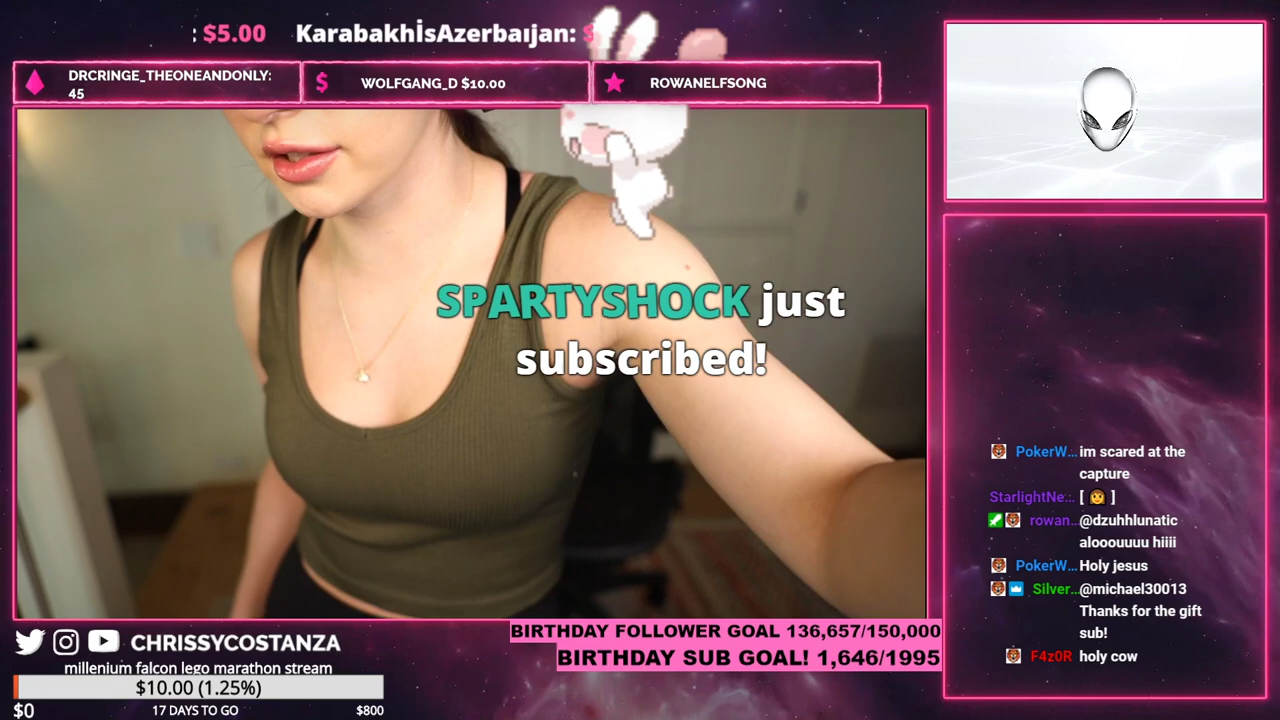 : $5.00 KarabakhİsAzerbaıjan: $
DRCRINGE_THEONEANDONLY:
45
$ WOLFGANG_D $10.00
ROWANELFSONG
SPARTYSHOCK just
subscribed!
PokerW... im scared at the
capture
StarlightNe... [ 👩 ]
rowan... @dzuhhlunatic
alooouuuu hiiii
PokerW... Holy jesus
Silver... @michael30013
Thanks for the gift
sub!
F4z0R holy cow
CHRISSYCOSTANZA
millenium falcon lego marathon stream
$10.00 (1.25%)
$0 17 DAYS TO GO $800
BIRTHDAY FOLLOWER GOAL 136,657/150,000
BIRTHDAY SUB GOAL! 1,646/1995